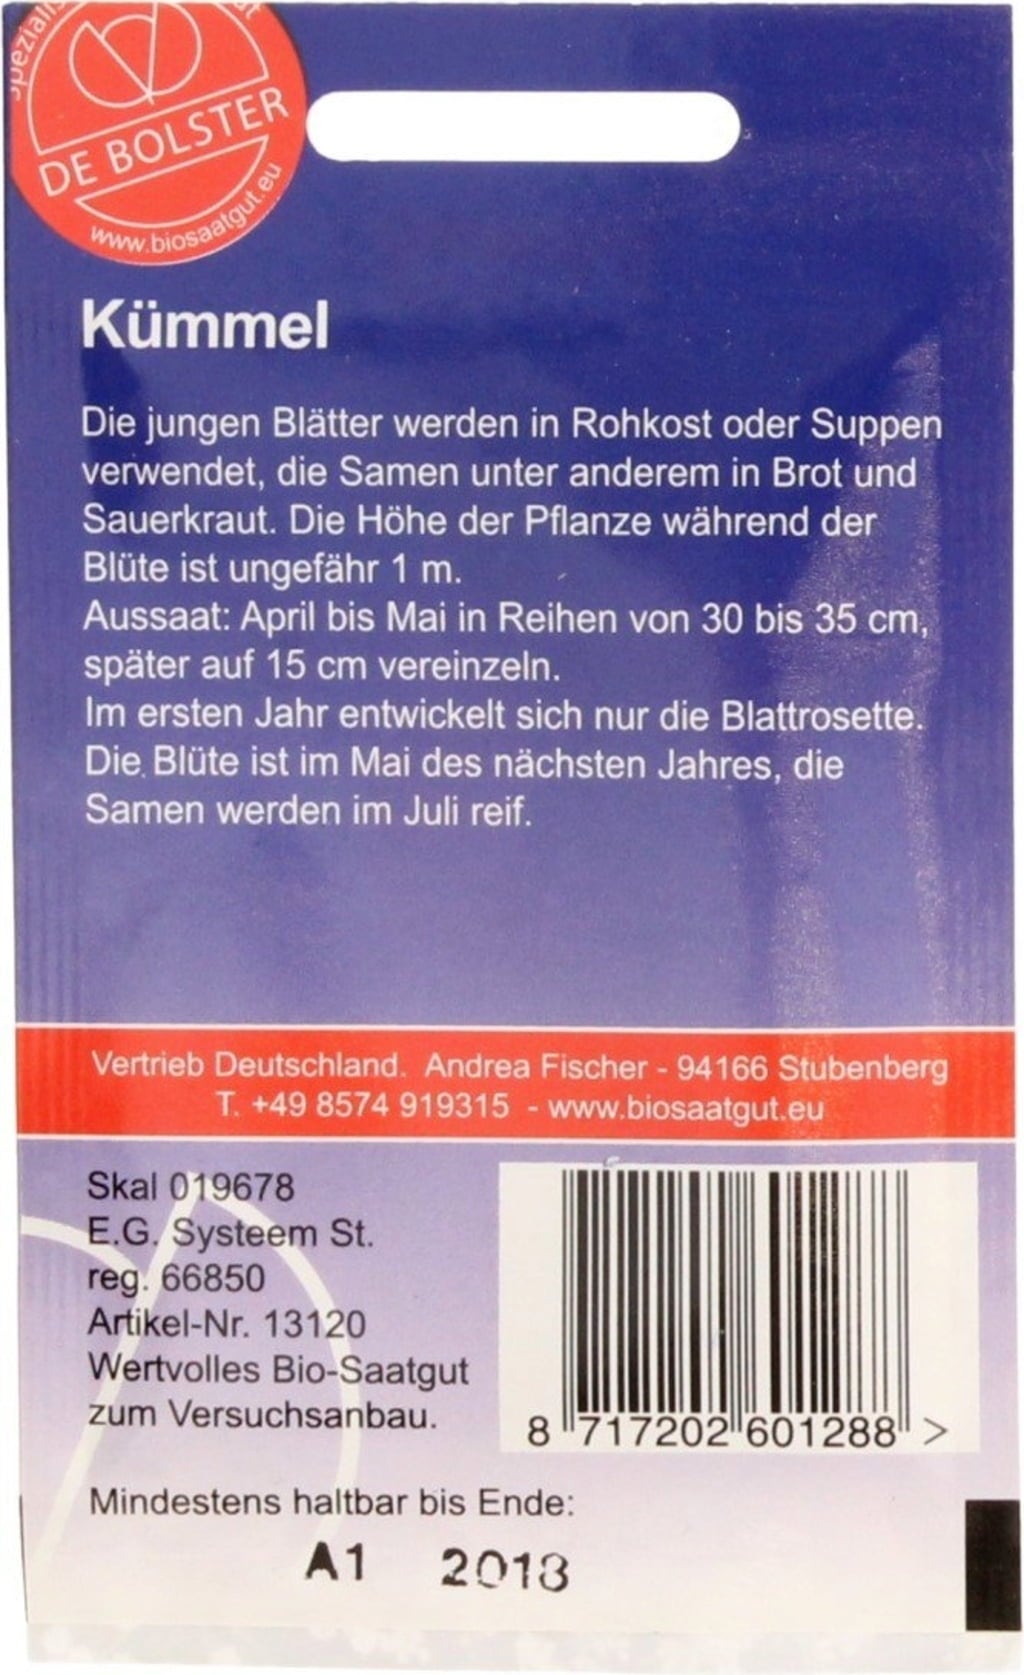 DE BOLSTER
www.biosaatgut.eu
Kümmel
Die jungen Blätter werden in Rohkost oder Suppen
verwendet, die Samen unter anderem in Brot und
Sauerkraut. Die Höhe der Pflanze während der
Blüte ist ungefähr 1 m.
Aussaat: April bis Mai in Reihen von 30 bis 35 cm,
später auf 15 cm vereinzeln.
Im ersten Jahr entwickelt sich nur die Blattrosette.
Die Blüte ist im Mai des nächsten Jahres, die
Samen werden im Juli reif.
Vertrieb Deutschland. Andrea Fischer - 94166 Stubenberg
T. +49 8574 919315 - www.biosaatgut.eu
Skal 019678
E.G. Systeem St.
reg. 66850
Artikel-Nr. 13120
Wertvolles Bio-Saatgut
zum Versuchsanbau.
8 717202 601288 >
Mindestens haltbar bis Ende:
A1 2018